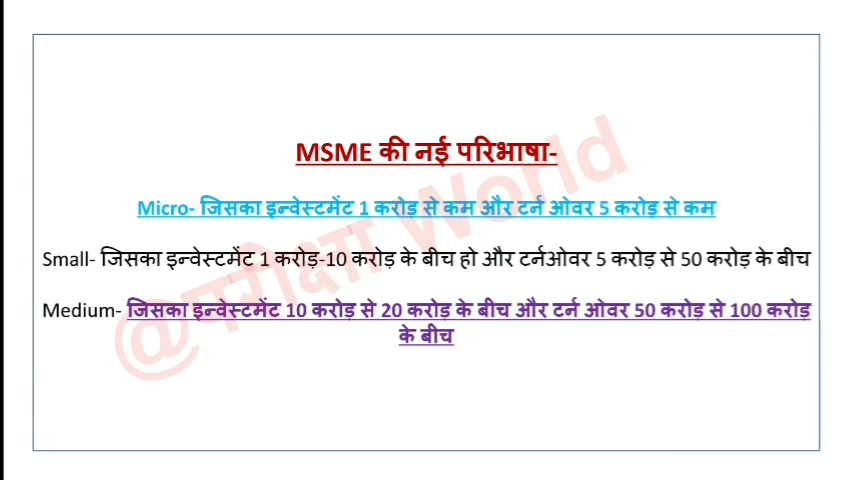 MSME की नई परिभाषा-
Micro- जिसका इन्वेस्टमेंट 1 करोड़ से कम और टर्न ओवर 5 करोड़ से कम
Small- जिसका इन्वेस्टमेंट 1 करोड़-10 करोड़ के बीच हो और टर्नओवर 5 करोड़ से 50 करोड़ के बीच
Medium- जिसका इन्वेस्टमेंट 10 करोड़ से 20 करोड़ के बीच और टर्न ओवर 50 करोड़ से 100 करोड़
के बीच
@परीक्षा World